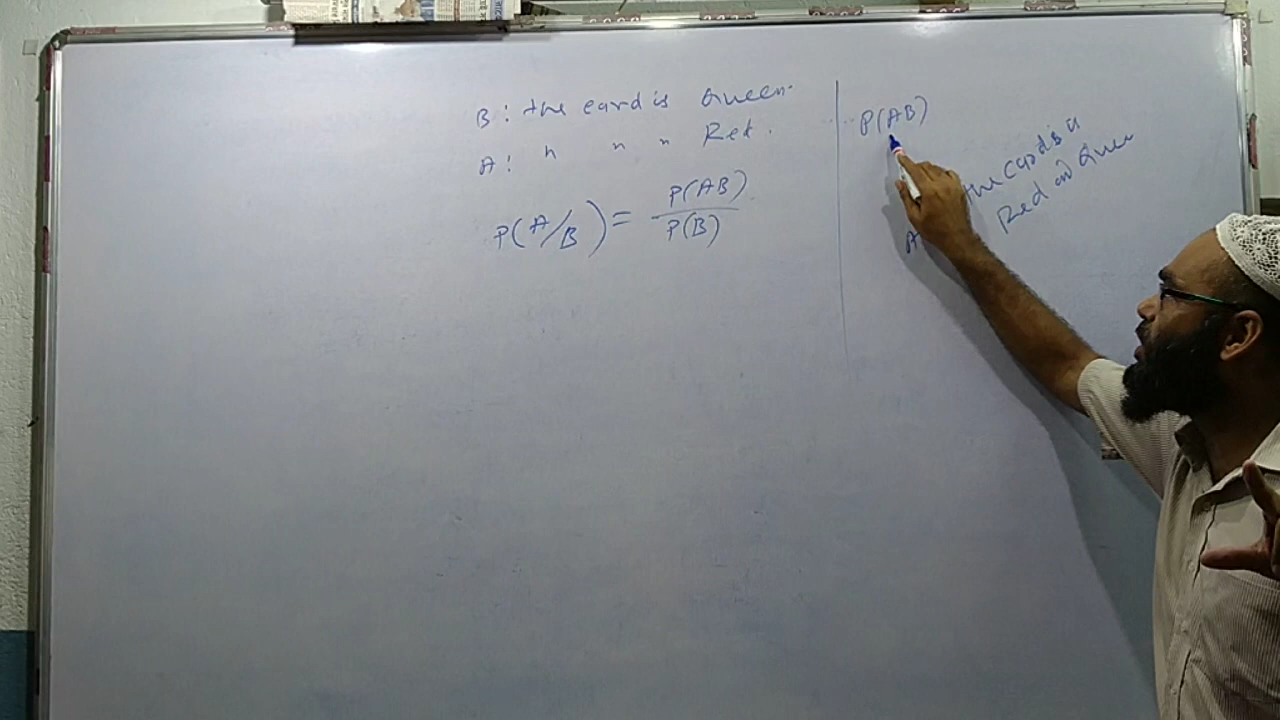 B: the card is Queen.
A: " " " Red.
P(A/B) = P(AB)
P(B)
P(AB)
A
the card is a
Red and Queen